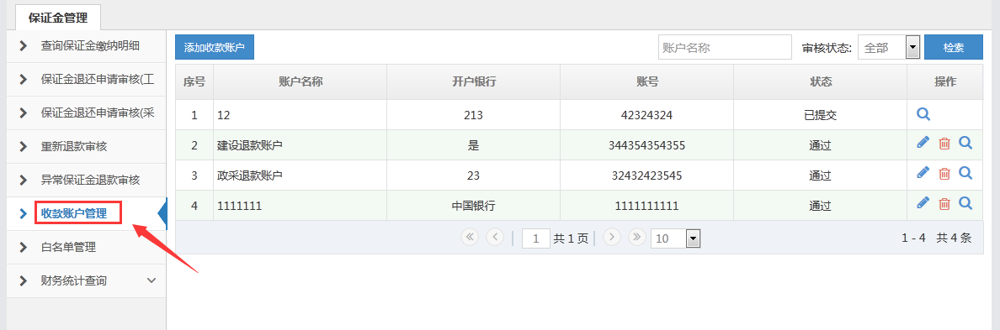 保证金管理
查询保证金缴纳明细
保证金退还申请审核(工
保证金退还申请审核(采
重新退款审核
异常保证金退款审核
收款账户管理
白名单管理
财务统计查询
添加收款账户 账户名称 审核状态: 全部 检索
序号 账户名称 开户银行 账号 状态 操作
1 12 213 42324324 已提交
2 建设退款账户 是 344354354355 通过
3 政采退款账户 23 32432423545 通过
4 1111111 中国银行 1111111111 通过
1 共 1 页 10 1 - 4 共 4 条